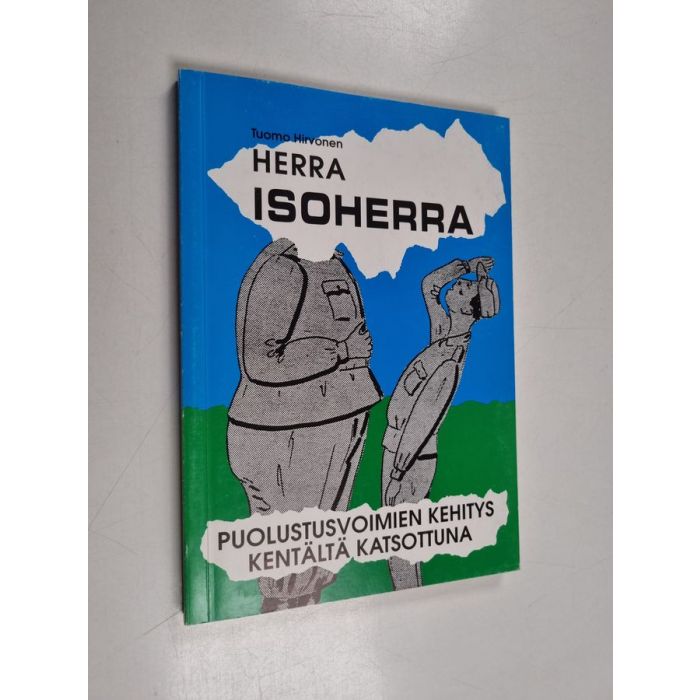 Tuomo Hirvonen
HERRA
ISOHERRA
PUOLUSTUSVOIMIEN KEHITYS
KENTÄLTÄ KATSOTTUNA